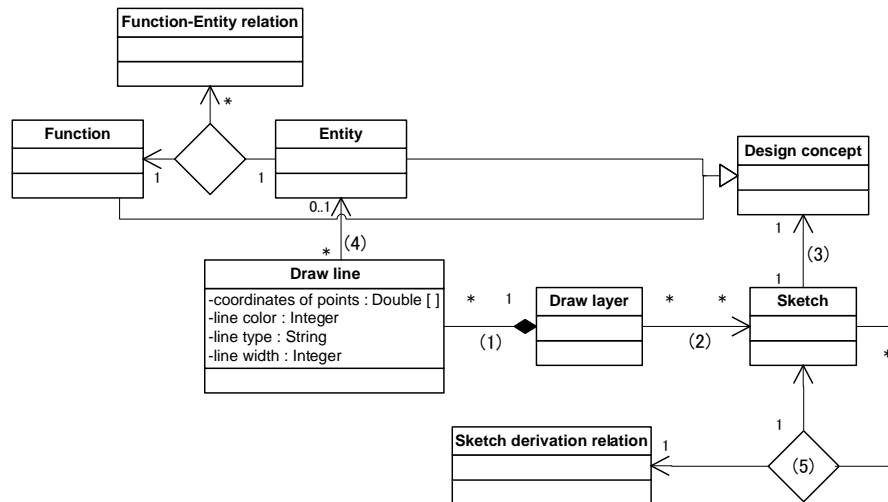 Function-Entity relation
*
Function
Entity
1
1
Design concept
0..1
*
(4)
1
(3)
1
Draw line
-coordinates of points : Double [ ]
-line color : Integer
-line type : String
-line width : Integer
*
1
(1)
Draw layer
*
*
(2)
Sketch
*
1
Sketch derivation relation
1
(5)